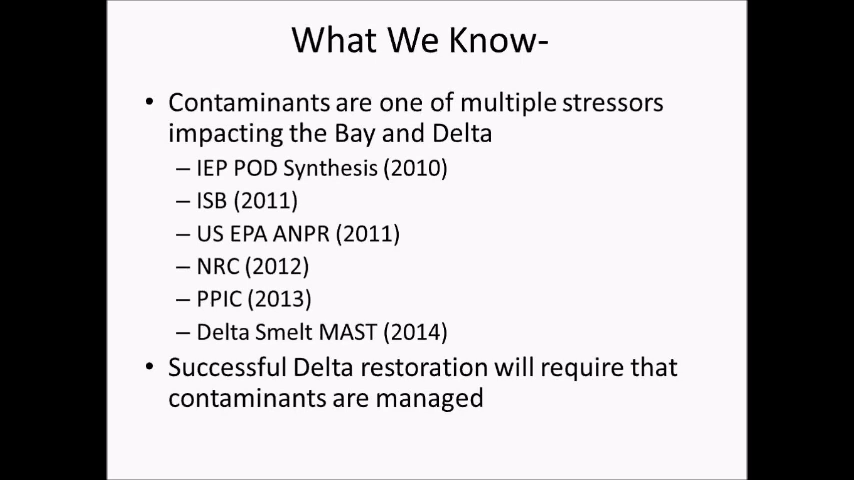 What We Know-
• Contaminants are one of multiple stressors
impacting the Bay and Delta
– IEP POD Synthesis (2010)
– ISB (2011)
– US EPA ANPR (2011)
– NRC (2012)
– PPIC (2013)
– Delta Smelt MAST (2014)
• Successful Delta restoration will require that
contaminants are managed